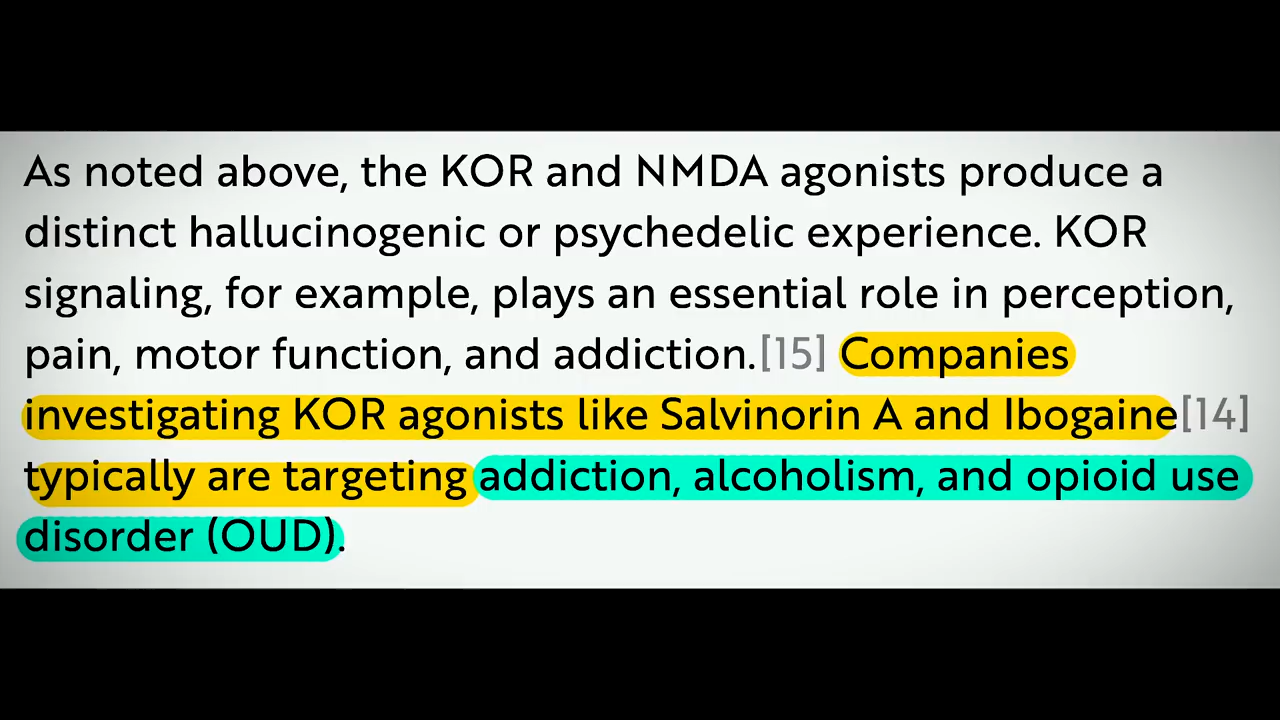 As noted above, the KOR and NMDA agonists produce a
distinct hallucinogenic or psychedelic experience. KOR
signaling, for example, plays an essential role in perception,
pain, motor function, and addiction.[15] Companies
investigating KOR agonists like Salvinorin A and Ibogaine[14]
typically are targeting addiction, alcoholism, and opioid use
disorder (OUD).